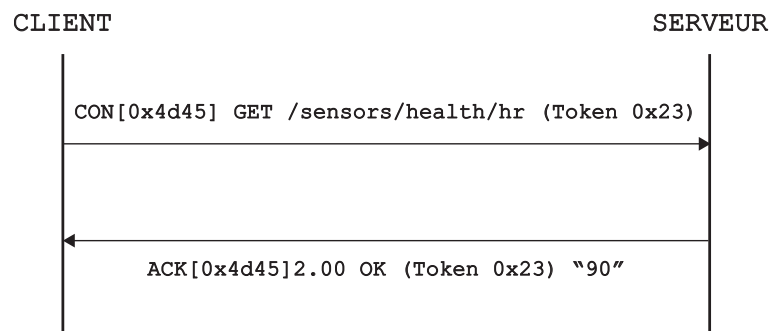 CLIENT
SERVEUR
CON[0x4d45] GET /sensors/health/hr (Token 0x23)
ACK[0x4d45]2.00 OK (Token 0x23) “90”